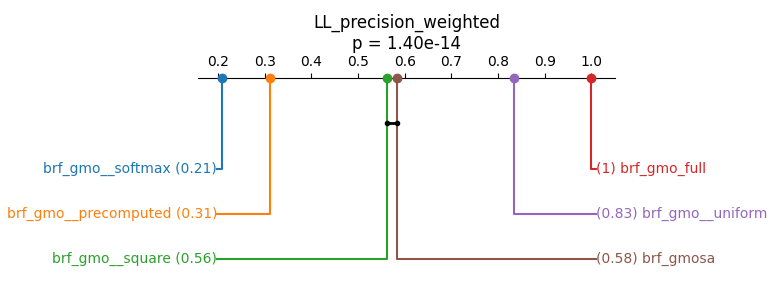 LL_precision_weighted
p = 1.40e-14
0.2 0.3 0.4 0.5 0.6 0.7 0.8 0.9 1.0
brf_gmo__softmax (0.21) (1) brf_gmo_full
brf_gmo__precomputed (0.31) (0.83) brf_gmo__uniform
brf_gmo__square (0.56) (0.58) brf_gmosa